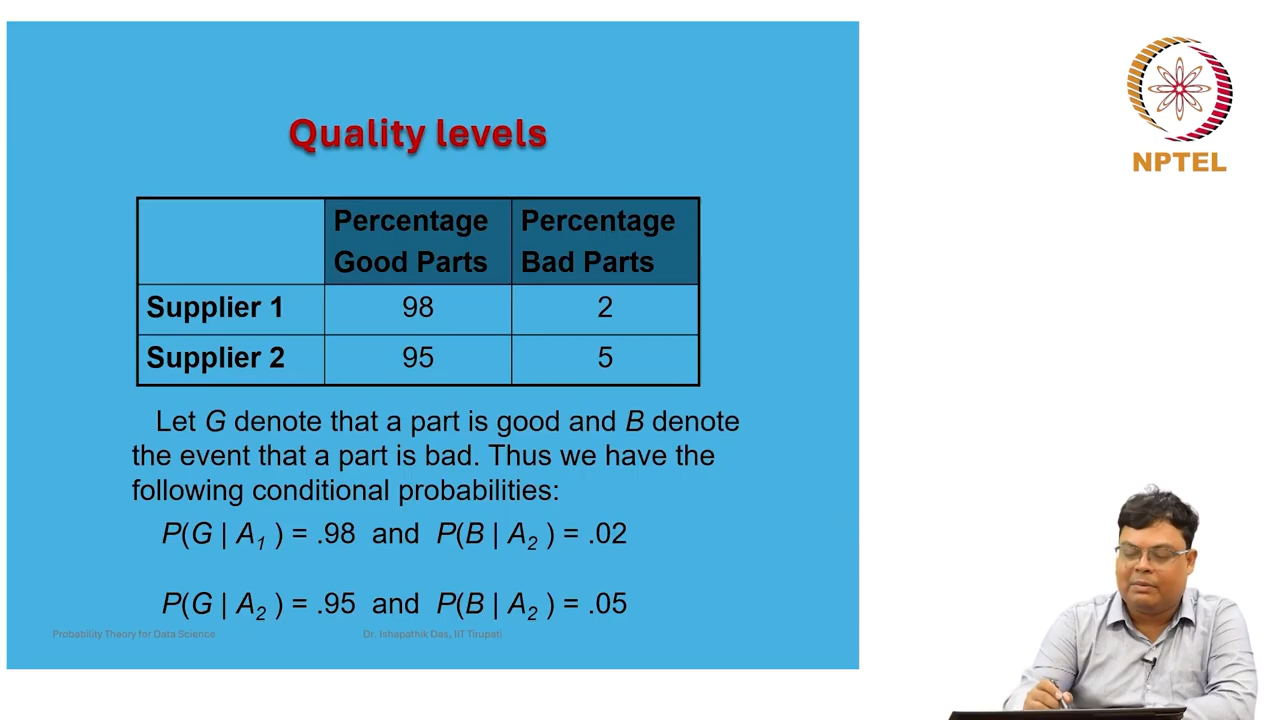 Quality levels
Percentage Good Parts
Percentage Bad Parts
Supplier 1 98 2
Supplier 2 95 5
Let G denote that a part is good and B denote
the event that a part is bad. Thus we have the
following conditional probabilities:
P(G | A1 ) = .98 and P(B | A2 ) = .02
P(G | A2 ) = .95 and P(B | A2 ) = .05
Probability Theory for Data Science Dr. Ishapathik Das, IIT Tirupati
NPTEL